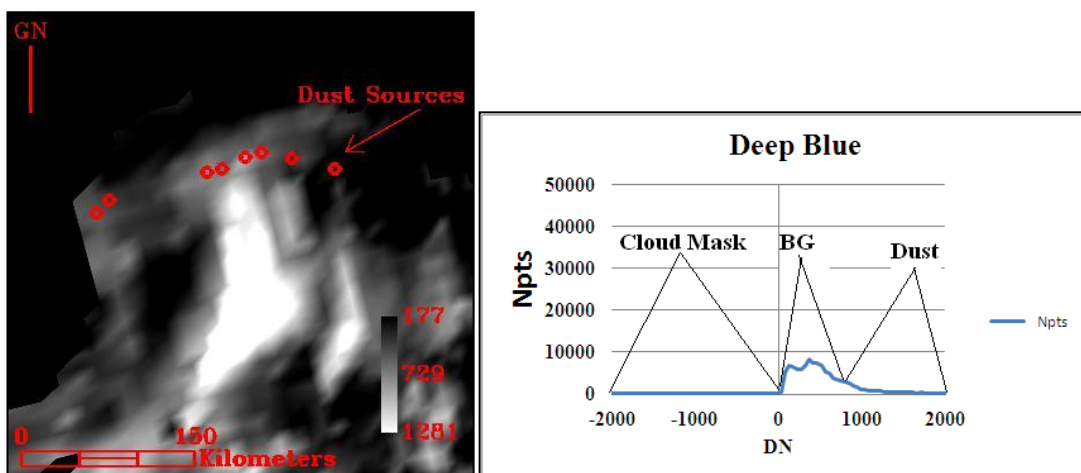 GN
Dust Sources
177
729
1281
0 150
Kilometers
Deep Blue
Npts
50000
40000
30000
20000
10000
0
Cloud Mask BG Dust
-2000 -1000 0 1000 2000
DN
Npts